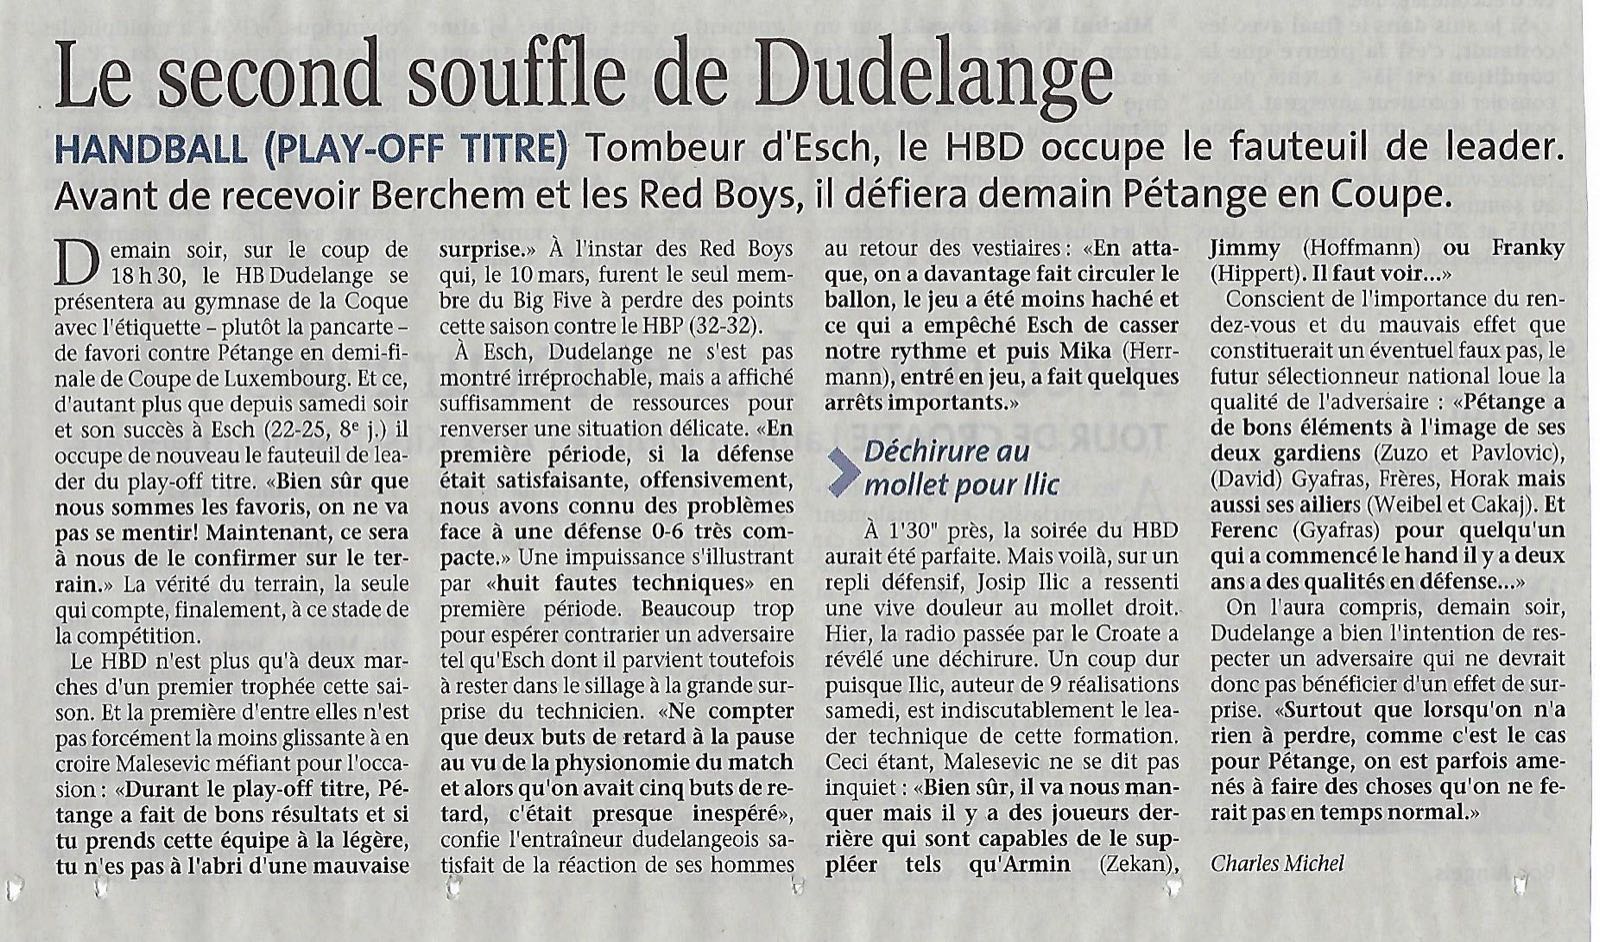 Le second souffle de Dudelange
HANDBALL (PLAY-OFF TITRE) Tombeur d'Esch, le HBD occupe le fauteuil de leader.
Avant de recevoir Berchem et les Red Boys, il défiera demain Pétange en Coupe.
Demain soir, sur le coup de
18 h 30, le HB Dudelange se
présentera au gymnase de la Coque
avec l'étiquette – plutôt la pancarte –
de favori contre Pétange en demi-fi-
nale de Coupe de Luxembourg. Et ce,
d'autant plus que depuis samedi soir
et son succès à Esch (22-25, 8e j.) il
occupe de nouveau le fauteuil de lea-
der du play-off titre. «Bien sûr que
nous sommes les favoris, on ne va
pas se mentir! Maintenant, ce sera
à nous de le confirmer sur le ter-
rain.» La vérité du terrain, la seule
qui compte, finalement, à ce stade de
la compétition.
Le HBD n'est plus qu'à deux mar-
ches d'un premier trophée cette sai-
son. Et la première d'entre elles n'est
pas forcément la moins glissante à en
croire Malesevic méfiant pour l'occa-
sion : «Durant le play-off titre, Pé-
tange a fait de bons résultats et si
tu prends cette équipe à la légère,
tu n'es pas à l'abri d'une mauvaise
surprise.» À l'instar des Red Boys
qui, le 10 mars, furent le seul mem-
bre du Big Five à perdre des points
cette saison contre le HBP (32-32).
À Esch, Dudelange ne s'est pas
montré irréprochable, mais a affiché
suffisamment de ressources pour
renverser une situation délicate. «En
première période, si la défense
était satisfaisante, offensivement,
nous avons connu des problèmes
face à une défense 0-6 très com-
pacte.» Une impuissance s'illustrant
par «huit fautes techniques» en
première période. Beaucoup trop
pour espérer contrarier un adversaire
tel qu'Esch dont il parvient toutefois
à rester dans le sillage à la grande sur-
prise du technicien. «Ne compter
que deux buts de retard à la pause
au vu de la physionomie du match
et alors qu'on avait cinq buts de re-
tard, c'était presque inespéré»,
confie l'entraîneur dudelangeois sa-
tisfait de la réaction de ses hommes
au retour des vestiaires : «En atta-
que, on a davantage fait circuler le
ballon, le jeu a été moins haché et
ce qui a empêché Esch de casser
notre rythme et puis Mika (Herr-
mann), entré en jeu, a fait quelques
arrêts importants.»
Déchirure au
mollet pour Ilic
À 1'30" près, la soirée du HBD
aurait été parfaite. Mais voilà, sur un
repli défensif, Josip Ilic a ressenti
une vive douleur au mollet droit.
Hier, la radio passée par le Croate a
révélé une déchirure. Un coup dur
puisque Ilic, auteur de 9 réalisations
samedi, est indiscutablement le lea-
der technique de cette formation.
Ceci étant, Malesevic ne se dit pas
inquiet : «Bien sûr, il va nous man-
quer mais il y a des joueurs der-
rière qui sont capables de le sup-
pléer tels qu'Armin (Zekan),
Jimmy (Hoffmann) ou Franky
(Hippert). Il faut voir...»
Conscient de l'importance du ren-
dez-vous et du mauvais effet que
constituerait un éventuel faux pas, le
futur sélectionneur national loue la
qualité de l'adversaire : «Pétange a
de bons éléments à l'image de ses
deux gardiens (Zuzo et Pavlovic),
(David) Gyafras, Frères, Horak mais
aussi ses ailiers (Weibel et Cakaj). Et
Ferenc (Gyafras) pour quelqu'un
qui a commencé le hand il y a deux
ans a des qualités en défense...»
On l'aura compris, demain soir,
Dudelange a bien l'intention de res-
pecter un adversaire qui ne devrait
donc pas bénéficier d'un effet de sur-
prise. «Surtout que lorsqu'on n'a
rien à perdre, comme c'est le cas
pour Pétange, on est parfois ame-
nés à faire des choses qu'on ne fe-
rait pas en temps normal.»
Charles Michel